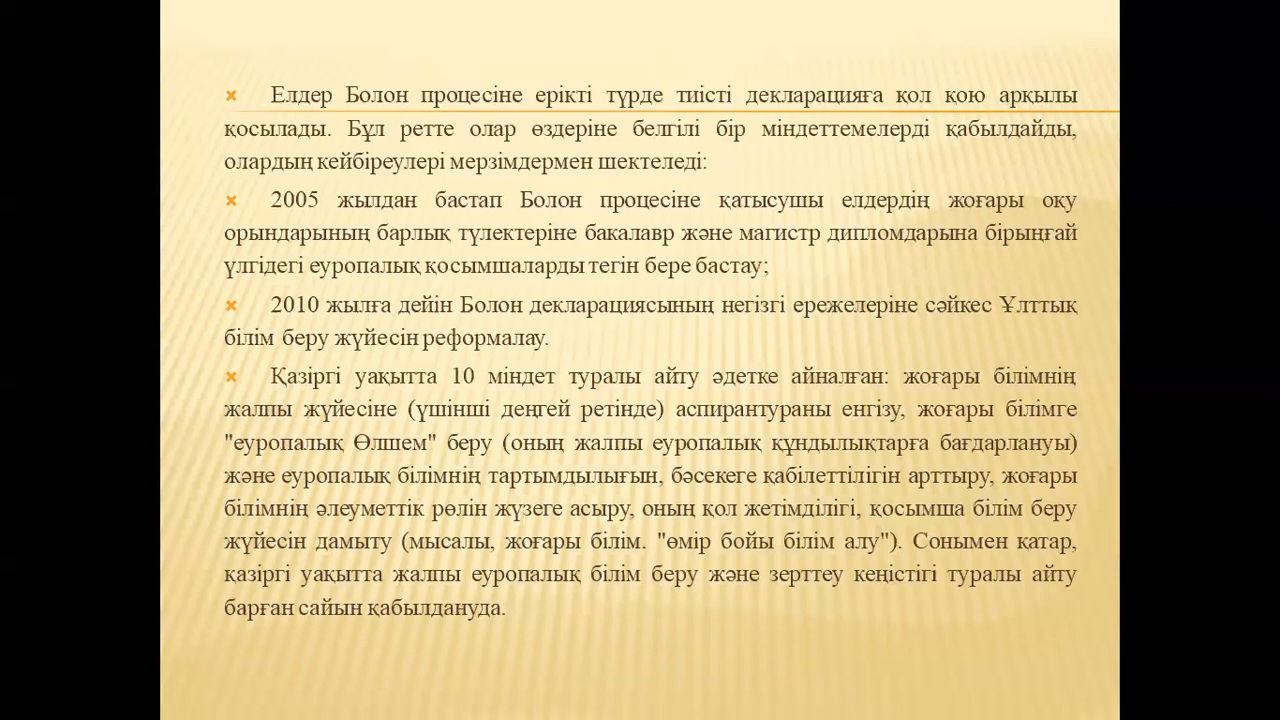 Елдер Болон процесіне ерікті түрде тиісті декларацияға қол қою арқылы
қосылады. Бұл ретте олар өздеріне белгілі бір міндеттемелерді қабылдайды,
олардың кейбіреулері мерзімдермен шектеледі:
2005 жылдан бастап Болон процесіне қатысушы елдердің жоғары оқу
орындарының барлық түлектеріне бакалавр және магистр дипломдарына бірыңғай
үлгідегі еуропалық қосымшаларды тегін бере бастау;
2010 жылға дейін Болон декларациясының негізгі ережелеріне сәйкес Ұлттық
білім беру жүйесін реформалау.
Қазіргі уақытта 10 міндет туралы айту әдетке айналған: жоғары білімнің
жалпы жүйесіне (үшінші деңгей ретінде) аспирантураны енгізу, жоғары білімге
"еуропалық Өлшем" беру (оның жалпы еуропалық құндылықтарға бағдарлануы)
және еуропалық білімнің тартымдылығын, бәсекеге қабілеттілігін арттыру, жоғары
білімнің әлеуметтік рөлін жүзеге асыру, оның қол жетімділігі, қосымша білім беру
жүйесін дамыту (мысалы, жоғары білім. "өмір бойы білім алу"). Сонымен қатар,
қазіргі уақытта жалпы еуропалық білім беру және зерттеу кеңістігі туралы айту
барған сайын қабылдануда.